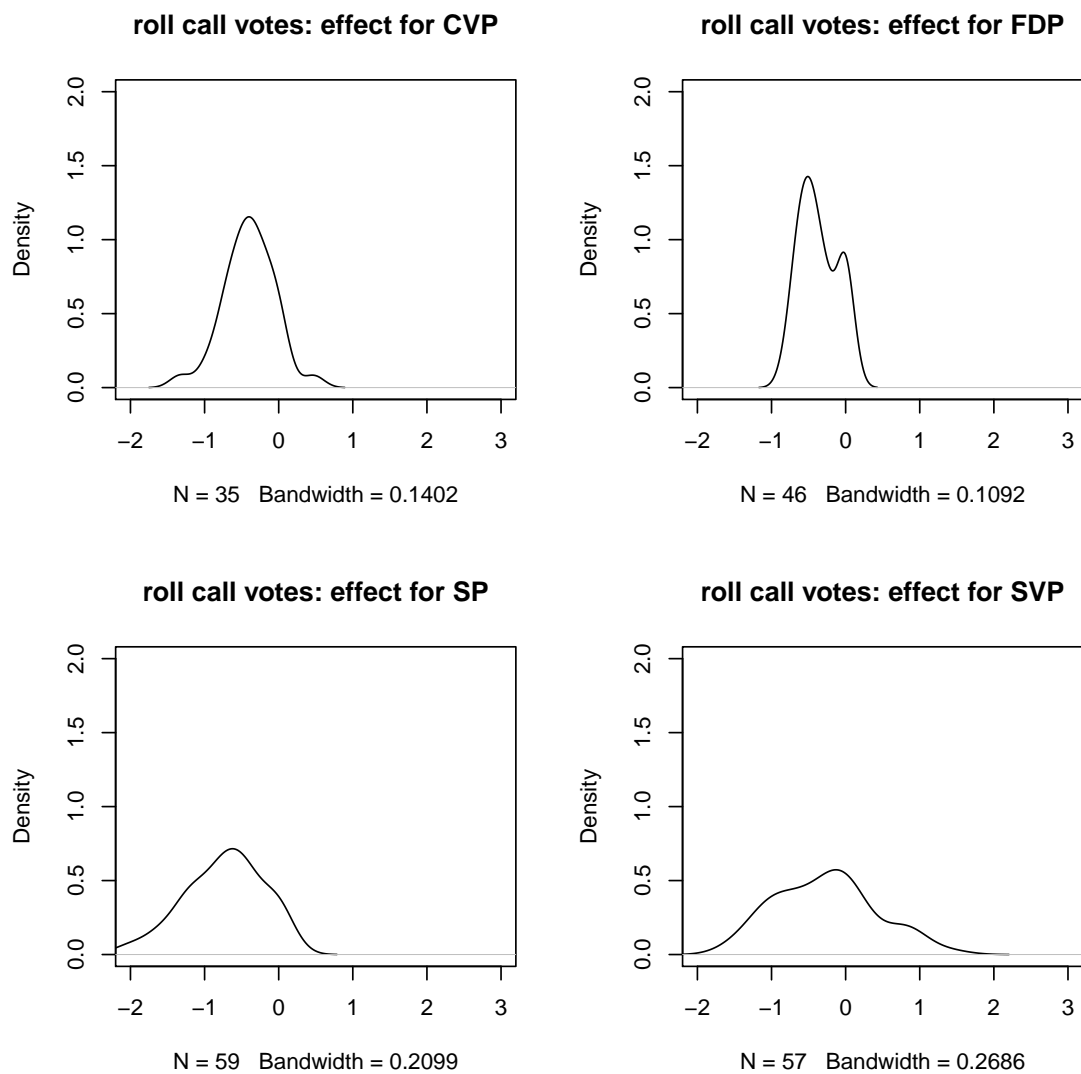 roll call votes: effect for CVP
2.0
1.5
1.0
0.5
0.0
Density
−2 −1 0 1 2 3
N = 35 Bandwidth = 0.1402
roll call votes: effect for FDP
2.0
1.5
1.0
0.5
0.0
Density
−2 −1 0 1 2 3
N = 46 Bandwidth = 0.1092
roll call votes: effect for SP
2.0
1.5
1.0
0.5
0.0
Density
−2 −1 0 1 2 3
N = 59 Bandwidth = 0.2099
roll call votes: effect for SVP
2.0
1.5
1.0
0.5
0.0
Density
−2 −1 0 1 2 3
N = 57 Bandwidth = 0.2686